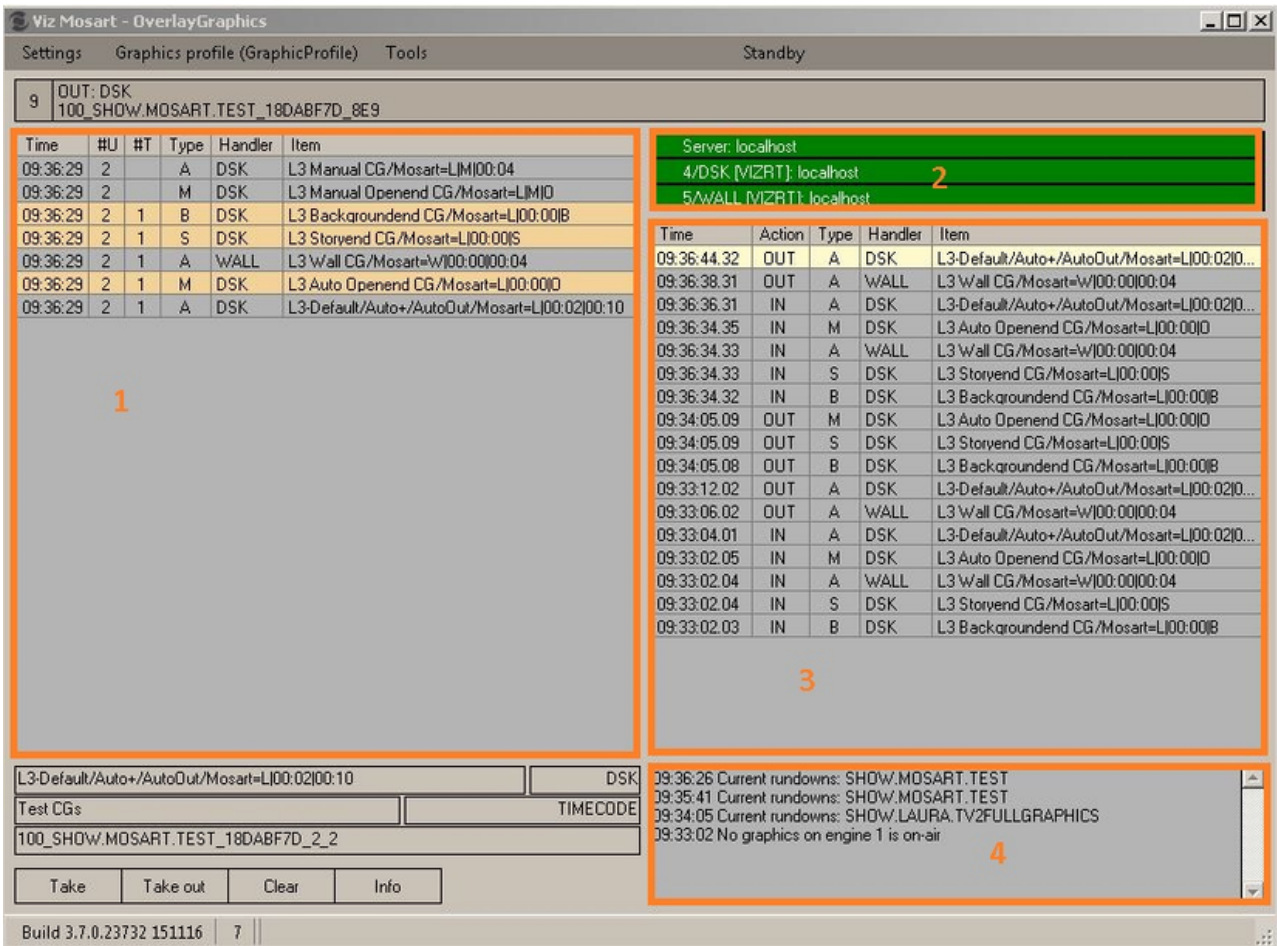 Viz Mosart - OverlayGraphics
Settings Graphics profile (GraphicProfile) Tools Standby
9 OUT: DSK
100_SHOW.MOSART.TEST_18DABF7D_8E9
Time #U #T Type Handler Item
09:36:29 2 A DSK L3 Manual CG/Mosart=L|M|00:04
09:36:29 2 M DSK L3 Manual Openend CG/Mosart=L|M|O
09:36:29 2 1 B DSK L3 Backgroundend CG/Mosart=L|00:00|B
09:36:29 2 1 S DSK L3 Storyend CG/Mosart=L|00:00|S
09:36:29 2 1 A WALL L3 Wall CG/Mosart=W|00:00|00:04
09:36:29 2 1 M DSK L3 Auto Openend CG/Mosart=L|00:00|O
09:36:29 2 1 A DSK L3-Default/Auto+/AutoOut/Mosart=L|00:02|00:10
1
Server: localhost
4/DSK [VIZRT]: localhost
5/WALL [VIZRT]: localhost
2
Time Action Type Handler Item
09:36:44.32 OUT A DSK L3-Default/Auto+/AutoOut/Mosart=L|00:02|0...
09:36:38.31 OUT A WALL L3 Wall CG/Mosart=W|00:00|00:04
09:36:36.31 IN A DSK L3-Default/Auto+/AutoOut/Mosart=L|00:02|0...
09:36:34.35 IN M DSK L3 Auto Openend CG/Mosart=L|00:00|O
09:36:34.33 IN A WALL L3 Wall CG/Mosart=W|00:00|00:04
09:36:34.33 IN S DSK L3 Storyend CG/Mosart=L|00:00|S
09:36:34.32 IN B DSK L3 Backgroundend CG/Mosart=L|00:00|B
09:34:05.09 OUT M DSK L3 Auto Openend CG/Mosart=L|00:00|O
09:34:05.09 OUT S DSK L3 Storyend CG/Mosart=L|00:00|S
09:34:05.08 OUT B DSK L3 Backgroundend CG/Mosart=L|00:00|B
09:33:12.02 OUT A DSK L3-Default/Auto+/AutoOut/Mosart=L|00:02|0...
09:33:06.02 OUT A WALL L3 Wall CG/Mosart=W|00:00|00:04
09:33:04.01 IN A DSK L3-Default/Auto+/AutoOut/Mosart=L|00:02|0...
09:33:02.05 IN M DSK L3 Auto Openend CG/Mosart=L|00:00|O
09:33:02.04 IN A WALL L3 Wall CG/Mosart=W|00:00|00:04
09:33:02.04 IN S DSK L3 Storyend CG/Mosart=L|00:00|S
09:33:02.03 IN B DSK L3 Backgroundend CG/Mosart=L|00:00|B
3
L3-Default/Auto+/AutoOut/Mosart=L|00:02|00:10 DSK
Test CGs TIMECODE
100_SHOW.MOSART.TEST_18DABF7D_2_2
Take Take out Clear Info
09:36:26 Current rundowns: SHOW.MOSART.TEST
09:35:41 Current rundowns: SHOW.MOSART.TEST
09:34:05 Current rundowns: SHOW.LAURA.TV2FULLGRAPHICS
09:33:02 No graphics on engine 1 is on-air
4
Build 3.7.0.23732 151116 7